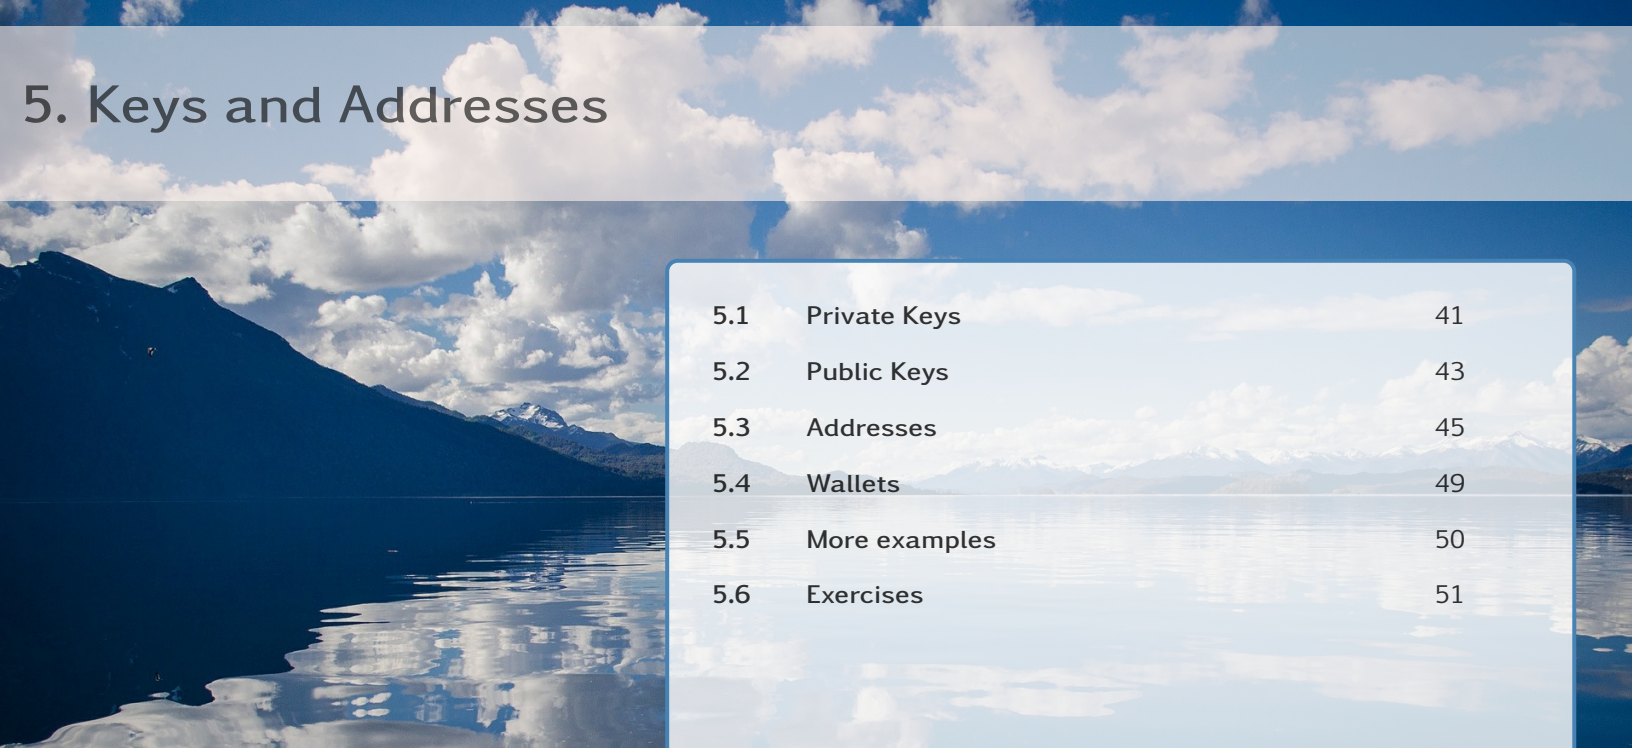 5. Keys and Addresses
5.1 Private Keys 41
5.2 Public Keys 43
5.3 Addresses 45
5.4 Wallets 49
5.5 More examples 50
5.6 Exercises 51